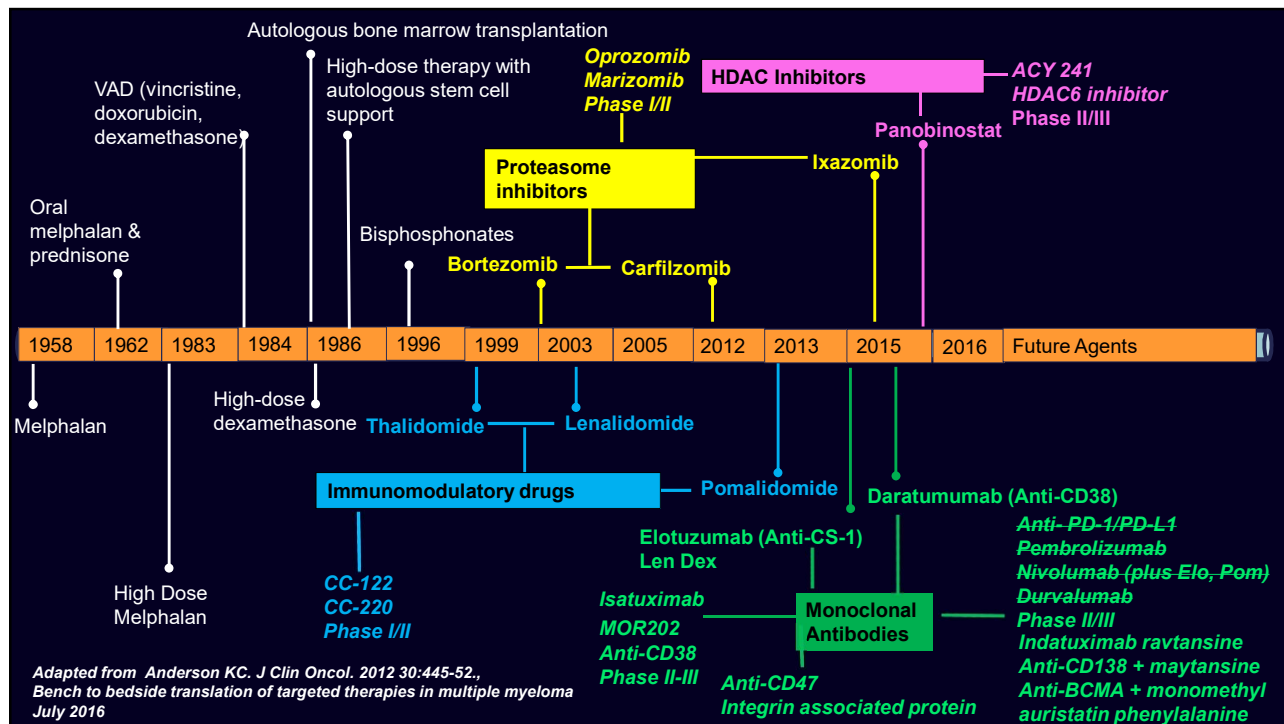 Autologous bone marrow transplantation
VAD (vincristine,
doxorubicin,
dexamethasone)
High-dose therapy with
autologous stem cell
support
Oprozomib
Marizomib
Phase I/II
HDAC Inhibitors
ACY 241
HDAC6 inhibitor
Phase II/III
Panobinostat
Proteasome
inhibitors
Ixazomib
Oral
melphalan &
prednisone
Bisphosphonates
Bortezomib
Carfilzomib
1958
1962
1983
1984
1986
1996
1999
2003
2005
2012
2013
2015
2016
Future Agents
Melphalan
High-dose
dexamethasone
Thalidomide
Lenalidomide
Immunomodulatory drugs
Pomalidomide
Daratumumab (Anti-CD38)
Elotuzumab (Anti-CS-1)
Len Dex
High Dose
Melphalan
CC-122
CC-220
Phase I/II
Isatuximab
MOR202
Anti-CD38
Phase II-III
Monoclonal
Antibodies
Anti-CD47
Integrin associated protein
Anti- PD-1/PD-L1
Pembrolizumab
Nivolumab (plus Elo, Pom)
Durvalumab
Phase II/III
Indatuximab ravtansine
Anti-CD138 + maytansine
Anti-BCMA + monomethyl
auristatin phenylalanine
Adapted from Anderson KC. J Clin Oncol. 2012 30:445-52.,
Bench to bedside translation of targeted therapies in multiple myeloma
July 2016